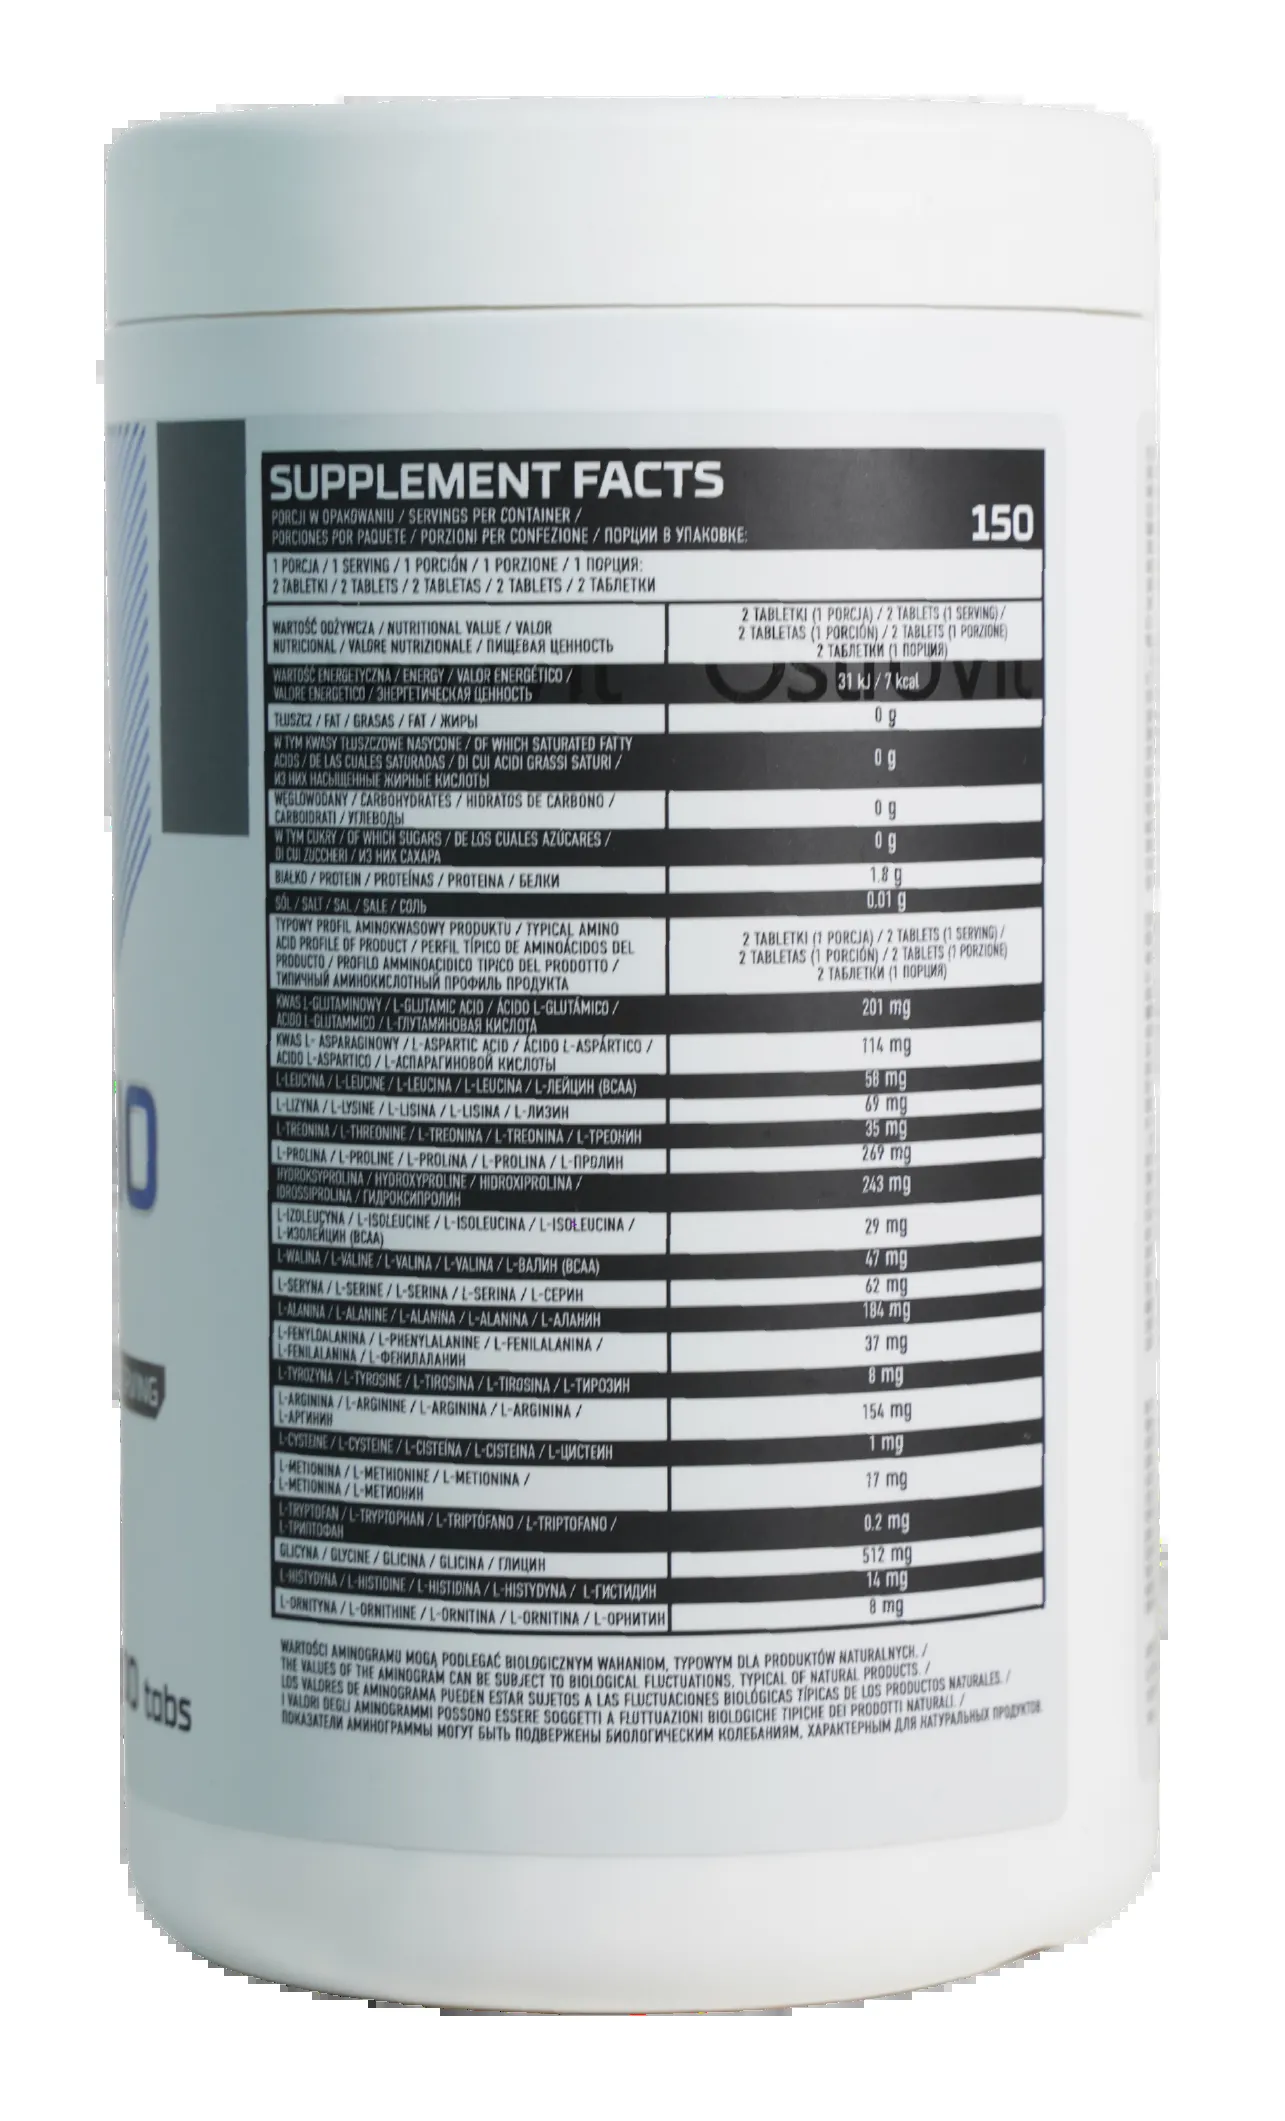 SUPPLEMENT FACTS
PORCJI W OPAKOWANIU / SERVINGS PER CONTAINER /
PORCIONES POR PAQUETE / PORZIONI PER CONFEZIONE / ПОРЦИИ В УПАКОВКЕ:
150
1 PORCJA / 1 SERVING / 1 PORCIÓN / 1 PORZIONE / 1 ПОРЦИЯ:
2 TABLETKI / 2 TABLETS / 2 TABLETAS / 2 TABLETS / 2 ТАБЛЕТКИ
WARTOŚĆ ODŻYWCZA / NUTRITIONAL VALUE / VALOR
NUTRICIONAL / VALORE NUTRIZIONALE / ПИЩЕВАЯ ЦЕННОСТЬ
2 TABLETKI (1 PORCJA) / 2 TABLETS (1 SERVING) /
2 TABLETAS (1 PORCIÓN) / 2 TABLETS (1 PORZIONE)
2 ТАБЛЕТКИ (1 ПОРЦИЯ)
WARTOŚĆ ENERGETYCZNA / ENERGY / VALOR ENERGÉTICO /
VALORE ENERGETICO / ЭНЕРГЕТИЧЕСКАЯ ЦЕННОСТЬ
31 kJ / 7 kcal
OstroVit
TŁUSZCZ / FAT / GRASAS / FAT / ЖИРЫ
0 g
W TYM KWASY TŁUSZCZOWE NASYCONE / OF WHICH SATURATED FATTY
ACIDS / DE LAS CUALES SATURADAS / DI CUI ACIDI GRASSI SATURI /
ИЗ НИХ НАСЫЩЕННЫЕ ЖИРНЫЕ КИСЛОТЫ
0 g
WĘGLOWODANY / CARBOHYDRATES / HIDRATOS DE CARBONO /
CARBOIDRATI / УГЛЕВОДЫ
0 g
W TYM CUKRY / OF WHICH SUGARS / DE LOS CUALES AZÚCARES /
DI CUI ZUCCHERI / ИЗ НИХ САХАРА
0 g
BIAŁKO / PROTEIN / PROTEÍNAS / PROTEINA / БЕЛКИ
1.8 g
SÓL / SALT / SAL / SALE / СОЛЬ
0.01 g
TYPOWY PROFIL AMINOKWASOWY PRODUKTU / TYPICAL AMINO
ACID PROFILE OF PRODUCT / PERFIL TÍPICO DE AMINOÁCIDOS DEL
PRODUCTO / PROFILO AMMINOACIDICO TIPICO DEL PRODOTTO /
ТИПИЧНЫЙ АМИНОКИСЛОТНЫЙ ПРОФИЛЬ ПРОДУКТА
2 TABLETKI (1 PORCJA) / 2 TABLETS (1 SERVING) /
2 TABLETAS (1 PORCIÓN) / 2 TABLETS (1 PORZIONE)
2 ТАБЛЕТКИ (1 ПОРЦИЯ)
KWAS L-GLUTAMINOWY / L-GLUTAMIC ACID / ÁCIDO L-GLUTÁMICO /
ACIDO L-GLUTAMMICO / L-ГЛУТАМИНОВАЯ КИСЛОТА
201 mg
KWAS L- ASPARAGINOWY / L-ASPARTIC ACID / ÁCIDO L-ASPÁRTICO /
ACIDO L-ASPARTICO / L-АСПАРАГИНОВОЙ КИСЛОТЫ
114 mg
L-LEUCYNA / L-LEUCINE / L-LEUCINA / L-LEUCINA / L-ЛЕЙЦИН (BCAA)
58 mg
L-LIZYNA / L-LYSINE / L-LISINA / L-LISINA / L-ЛИЗИН
69 mg
L-TREONINA / L-THREONINE / L-TREONINA / L-TREONINA / L-ТРЕОНИН
35 mg
L-PROLINA / L-PROLINE / L-PROLINA / L-PROLINA / L-ПРОЛИН
269 mg
HYDROKSYPROLINA / HYDROXYPROLINE / HIDROXIPROLINA /
IDROSSIPROLINA / ГИДРОКСИПРОЛИН
243 mg
L-IZOLEUCYNA / L-ISOLEUCINE / L-ISOLEUCINA / L-ISOLEUCINA /
L-ИЗОЛЕЙЦИН (BCAA)
29 mg
L-WALINA / L-VALINE / L-VALINA / L-VALINA / L-ВАЛИН (BCAA)
47 mg
L-SERYNA / L-SERINE / L-SERINA / L-SERINA / L-СЕРИН
62 mg
L-ALANINA / L-ALANINE / L-ALANINA / L-ALANINA / L-АЛАНИН
184 mg
L-FENYLOALANINA / L-PHENYLALANINE / L-FENILALANINA /
L-FENILALANINA / L-ФЕНИЛАЛАНИН
37 mg
L-TYROZYNA / L-TYROSINE / L-TIROSINA / L-TIROSINA / L-ТИРОЗИН
8 mg
L-ARGININA / L-ARGININE / L-ARGININA / L-ARGININA /
L-АРГИНИН
154 mg
L-CYSTEINE / L-CYSTEINE / L-CISTEÍNA / L-CISTEINA / L-ЦИСТЕИН
1 mg
L-METIONINA / L-METHIONINE / L-METIONINA /
L-METIONINA / L-МЕТИОНИН
17 mg
L-TRYPTOFAN / L-TRYPTOPHAN / L-TRIPTÓFANO / L-TRIPTOFANO /
L-ТРИПТОФАН
0.2 mg
GLICYNA / GLYCINE / GLICINA / GLICINA / ГЛИЦИН
512 mg
L-HISTYDYNA / L-HISTIDINE / L-HISTIDINA / L-HISTYDYNA / L-ГИСТИДИН
14 mg
L-ORNITYNA / L-ORNITHINE / L-ORNITINA / L-ORNITINA / L-ОРНИТИН
8 mg
WARTOŚCI AMINOGRAMU MOGĄ PODLEGAĆ BIOLOGICZNYM WAHANIOM, TYPOWYM DLA PRODUKTÓW NATURALNYCH. /
THE VALUES OF THE AMINOGRAM CAN BE SUBJECT TO BIOLOGICAL FLUCTUATIONS, TYPICAL OF NATURAL PRODUCTS. /
LOS VALORES DE AMINOGRAMA PUEDEN ESTAR SUJETOS A LAS FLUCTUACIONES BIOLÓGICAS TÍPICAS DE LOS PRODUCTOS NATURALES. /
I VALORI DEGLI AMINOGRAMMI POSSONO ESSERE SOGGETTI A FLUTTUAZIONI BIOLOGICHE TIPICHE DEI PRODOTTI NATURALI. /
ПОКАЗАТЕЛИ АМИНОГРАММЫ МОГУТ БЫТЬ ПОДВЕРЖЕНЫ БИОЛОГИЧЕСКИМ КОЛЕБАНИЯМ, ХАРАКТЕРНЫМ ДЛЯ НАТУРАЛЬНЫХ ПРОДУКТОВ.
tabs